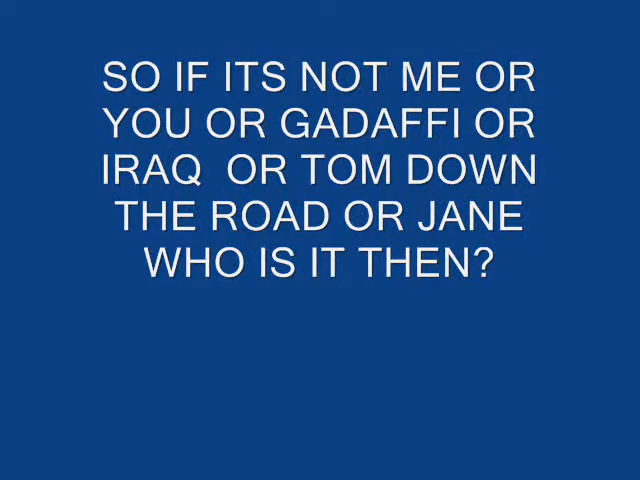 SO IF ITS NOT ME OR
YOU OR GADAFFI OR
IRAQ  OR TOM DOWN
THE ROAD OR JANE
WHO IS IT THEN?